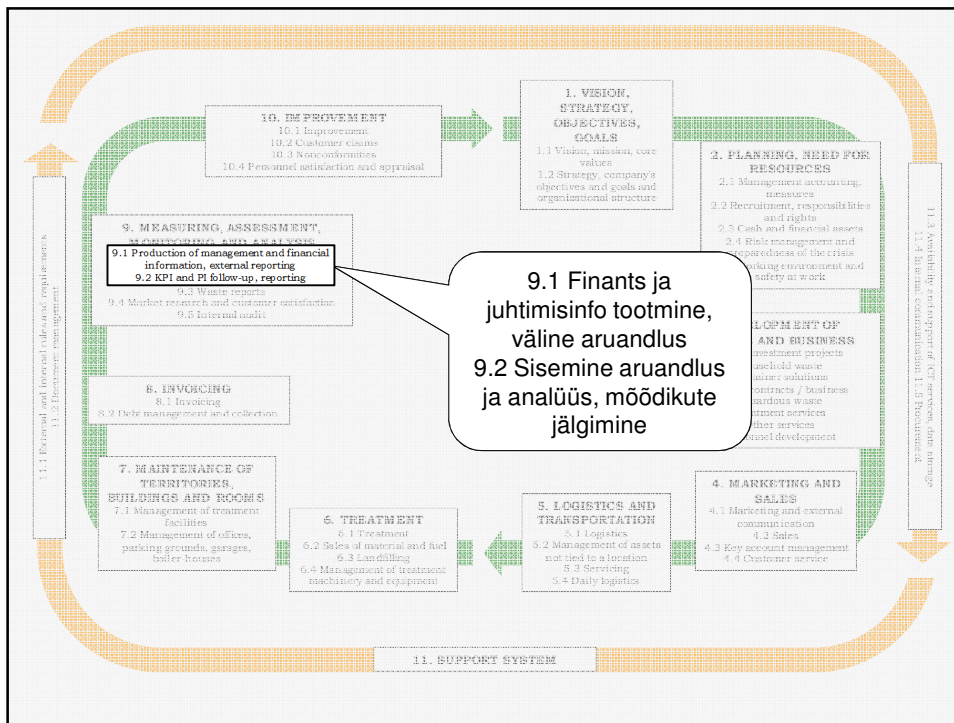 1. VISION,
STRATEGY,
OBJECTIVES,
GOALS
1.1 Vision, mission, core
values
1.2 Strategy, company's
objectives and goals and
organizational structure
2. PLANNING, NEED FOR
RESOURCES
2.1 Management accounting,
measures
2.2 Recruitment, responsibilities
and rights
2.3 Cash and financial assets
2.4 Risk management and
preparedness of the crisis
environment and
safety at work
OF
AND BUSINESS
projects
waste
solutions
/ business
waste
services
services
development
4. MARKETING AND
SALES
4.1 Marketing and external
communication
4.2 Sales
4.3 Key account management
4.4 Customer service
5. LOGISTICS AND
TRANSPORTATION
5.1 Logistics
5.2 Management of assets
not tied to a location
5.3 Servicing
5.4 Daily logistics
6. TREATMENT
6.1 Treatment
6.2 Sales of material and fuel
6.3 Landfilling
6.4 Management of treatment
machinery and equipment
7. MAINTENANCE OF
TERRITORIES,
BUILDINGS AND ROOMS
7.1 Management of treatment
facilities
7.2 Management of offices,
parking grounds, garages,
boiler-houses
8. INVOICING
8.1 Invoicing
8.2 Debt management and collection
9. MEASURING, ASSESSMENT,
MONITORING AND ANALYSIS
9.1 Production of management and financial
information, external reporting
9.2 KPI and PI follow-up, reporting
9.3 Waste reports
9.4 Market research and customer satisfaction
9.5 Internal audit
10. IMPROVEMENT
10.1 Improvement
10.2 Customer claims
10.3 Nonconformities
10.4 Personnel satisfaction and appraisal
9.1 Finants ja
juhtimisinfo tootmine,
väline aruandlus
9.2 Sisemine aruandlus
ja analüüs, mõõdikute
jälgimine
11.1 External and internal rules and requirements
11.2 Document management
11.3 Availability and support of ICT services, data storage
11.4 Internal communication 11.5 Procurement
11. SUPPORT SYSTEM